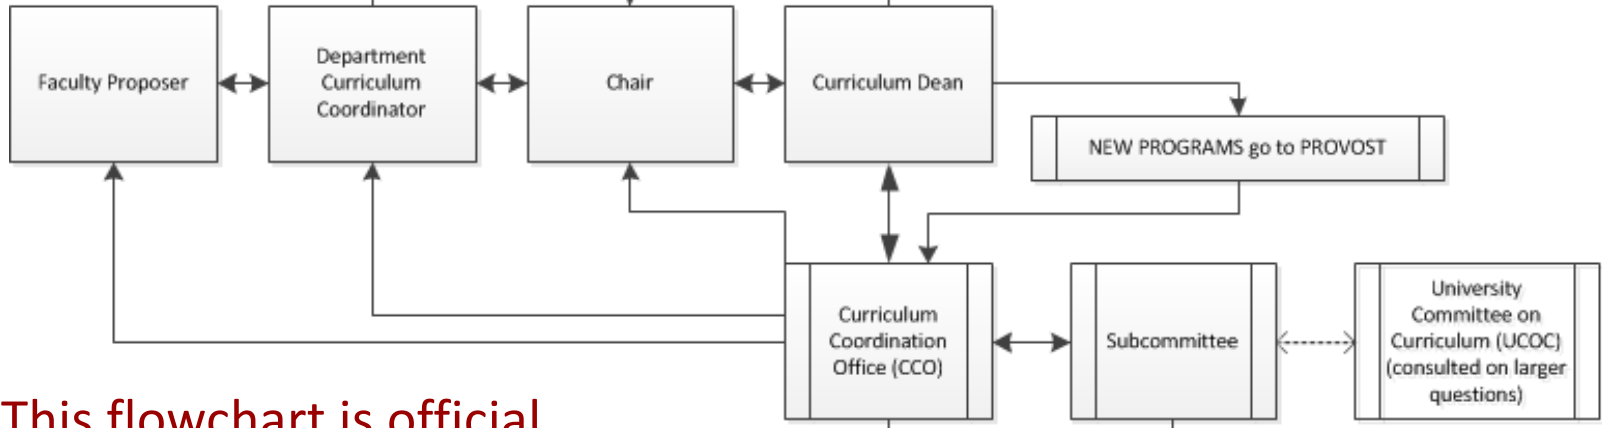 Faculty Proposer
Department
Curriculum
Coordinator
Chair
Curriculum Dean
NEW PROGRAMS go to PROVOST
Curriculum
Coordination
Office (CCO)
Subcommittee
University
Committee on
Curriculum (UCOC)
(consulted on larger
questions)
This flowchart is official